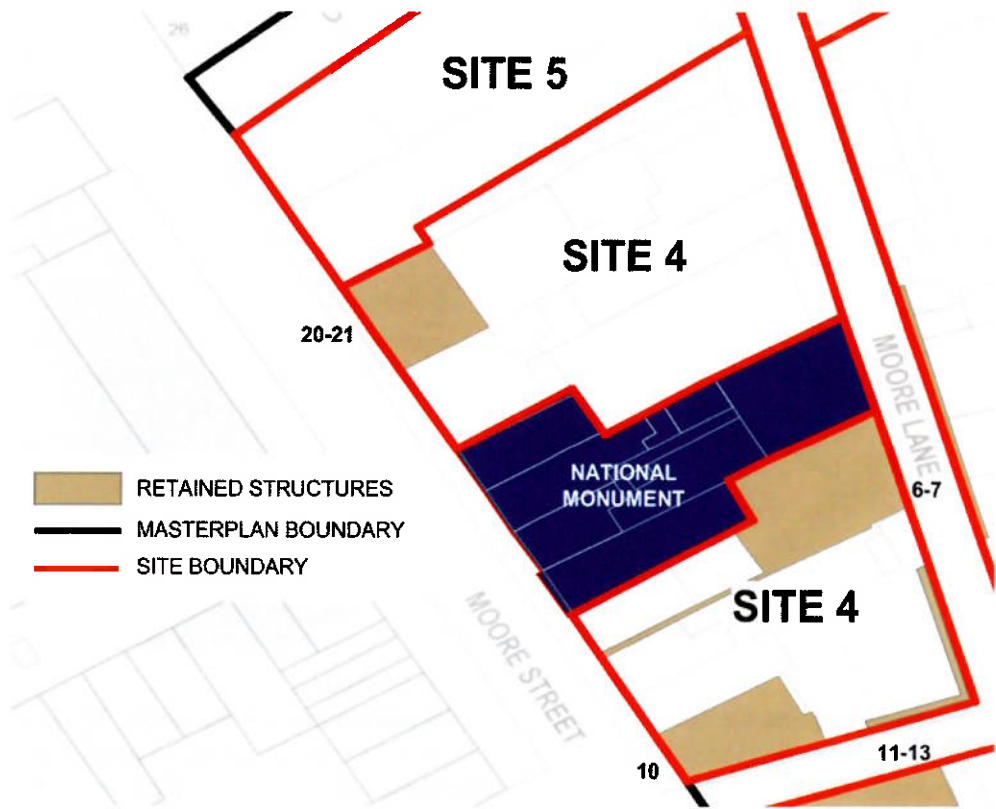 26
SITE 5
SITE 4
20-21
MOORE LANE
NATIONAL
MONUMENT
6-7
RETAINED STRUCTURES
MASTERPLAN BOUNDARY
SITE BOUNDARY
SITE 4
MOORE STREET
11-13
10